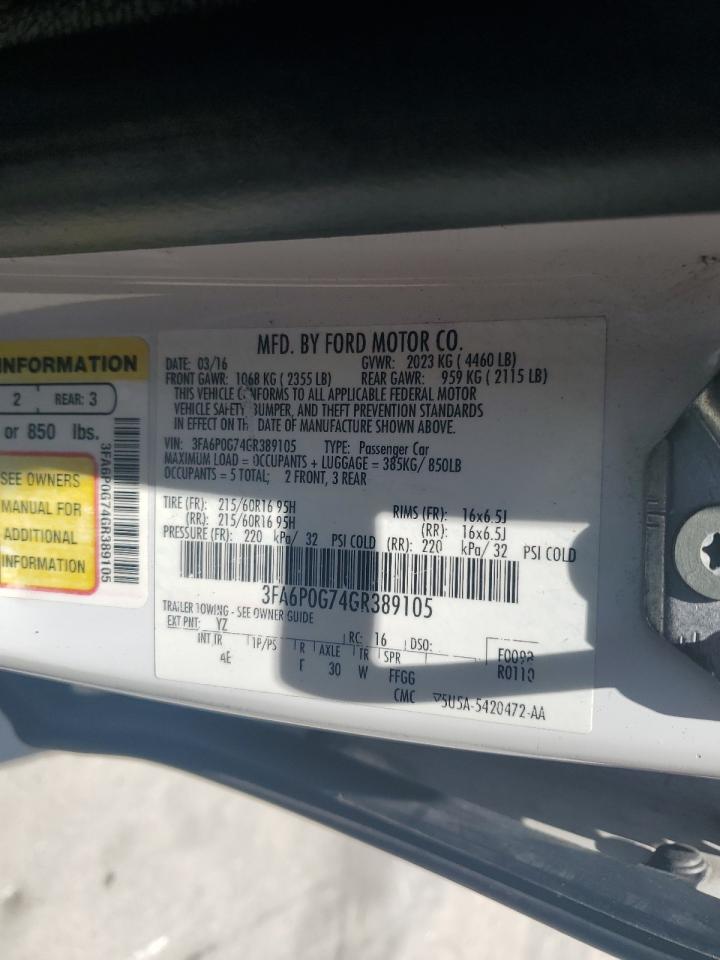 INFORMATION
2 REAR: 3
or 850 lbs.
SEE OWNERS
MANUAL FOR
ADDITIONAL
INFORMATION
3FA6P0G74GR389105
MFD. BY FORD MOTOR CO.
DATE: 03/16 GVWR: 2023 KG ( 4460 LB)
FRONT GAWR: 1068 KG ( 2355 LB) REAR GAWR: 959 KG ( 2115 LB)
THIS VEHICLE CONFORMS TO ALL APPLICABLE FEDERAL MOTOR
VEHICLE SAFETY, BUMPER, AND THEFT PREVENTION STANDARDS
IN EFFECT ON THE DATE OF MANUFACTURE SHOWN ABOVE.
VIN: 3FA6P0G74GR389105 TYPE: Passenger Car
MAXIMUM LOAD = OCCUPANTS + LUGGAGE = 385KG/ 850LB
OCCUPANTS = 5 TOTAL; 2 FRONT, 3 REAR
TIRE (FR): 215/60R16 95H RIMS (FR): 16x6.5J
(RR): 215/60R16 95H (RR): 16x6.5J
PRESSURE (FR): 220 kPa/ 32 PSI COLD (RR): 220 kPa/ 32 PSI COLD
3FA6P0G74GR389105
TRAILER TOWING - SEE OWNER GUIDE
EXT PNT: YZ RC: 16 DSO:
INT TR TP/PS R AXLE TR SPR F0098
4E F 30 W FFGG R0110
CMC ▽5U5A-5420472-AA